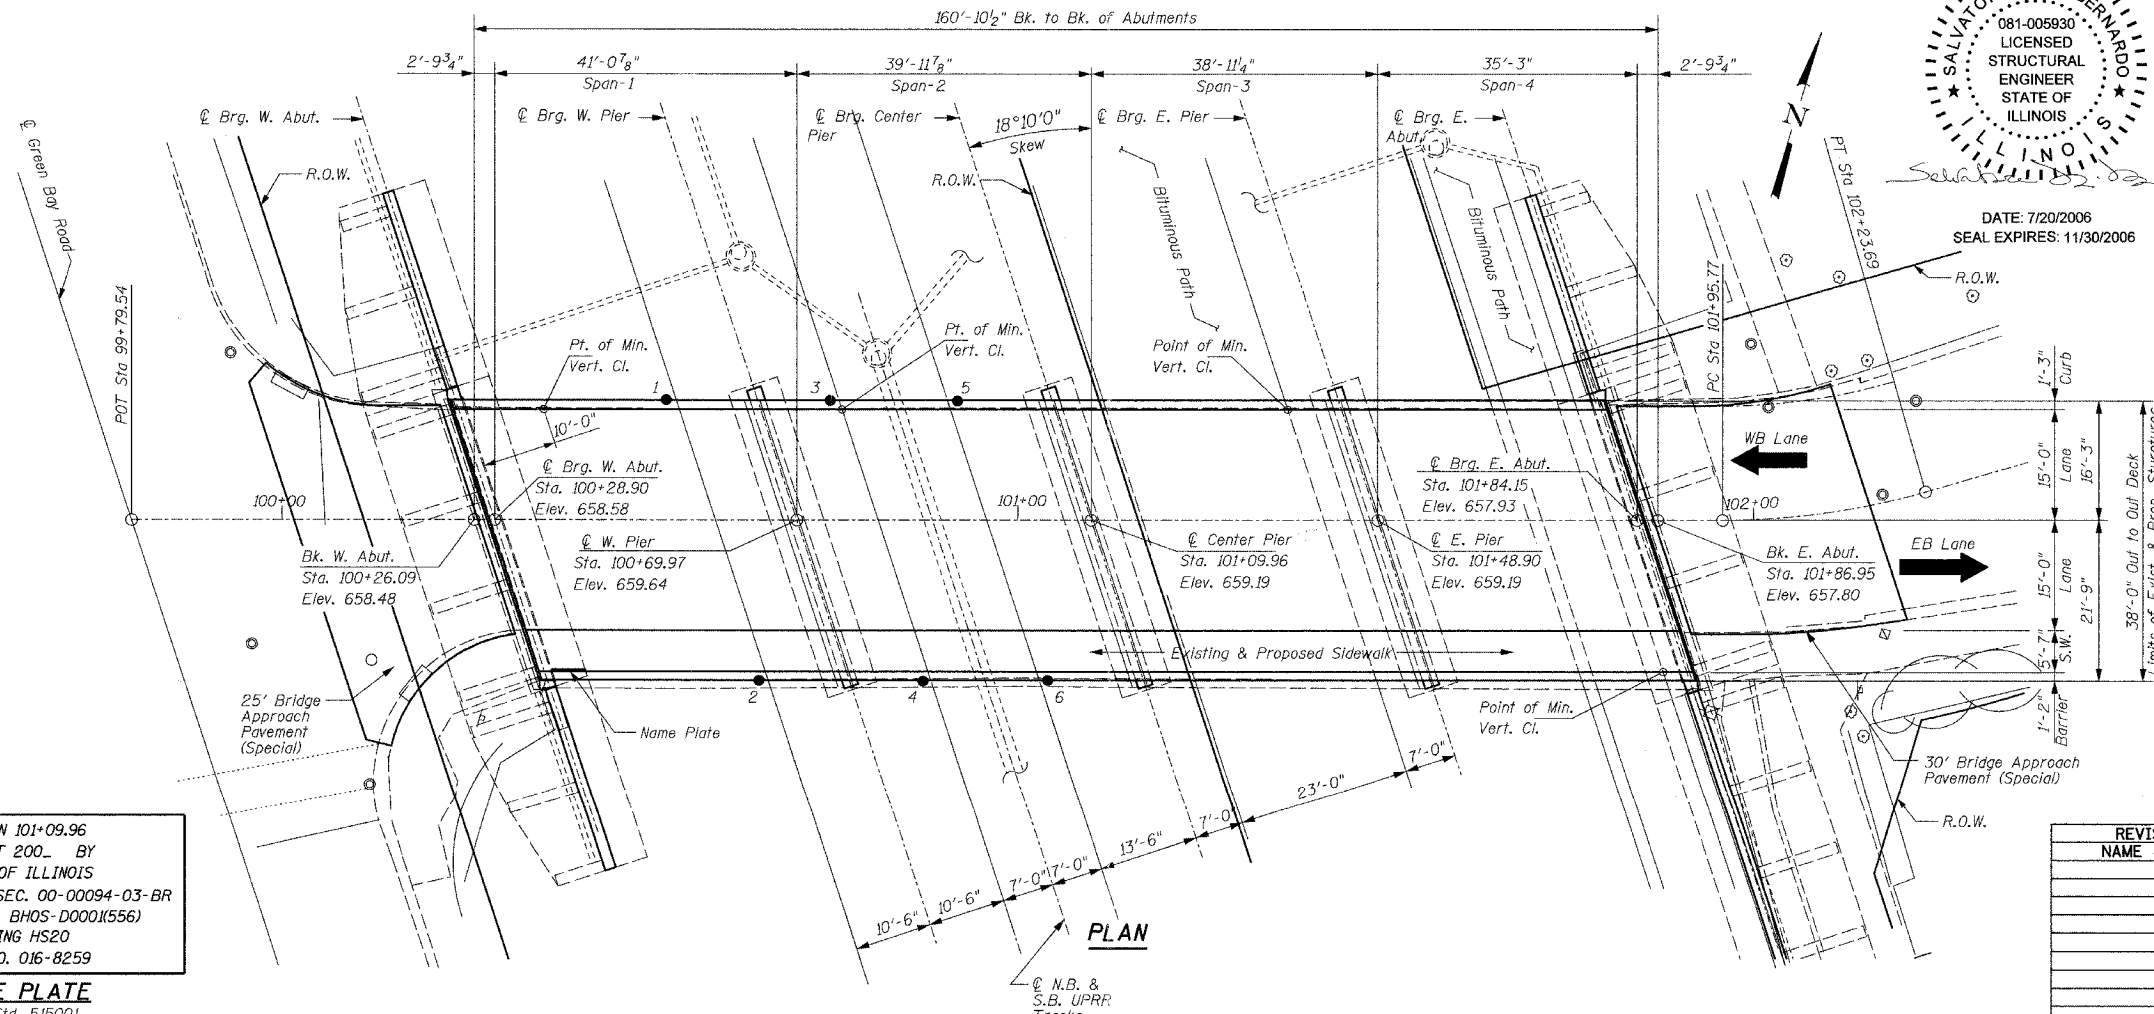 160'-10½" Bk. to Bk. of Abutments
2'-9¾"
41'-0⅞"
Span-1
39'-11⅞"
Span-2
38'-11¼"
Span-3
35'-3"
Span-4
2'-9¾"
081-005930
LICENSED
STRUCTURAL
ENGINEER
STATE OF
ILLINOIS
ILLINOIS
DATE: 7/20/2006
SEAL EXPIRES: 11/30/2006
N
℄ Green Bay Road
℄ Brg. W. Abut.
℄ Brg. W. Pier
℄ Brg. Center
Pier
18°10'0"
Skew
℄ Brg. E. Pier
℄ Brg. E.
Abut.
R.O.W.
R.O.W.
Bituminous Path
Bituminous Path
PT Sta 102+23.69
R.O.W.
POT Sta 99+79.54
PC Sta 101+95.77
Pt. of Min.
Vert. Cl.
Pt. of Min.
Vert. Cl.
Point of Min.
Vert. Cl.
1
3
5
10'-0"
1'-3"
Curb
WB Lane
15'-0"
Lane
16'-3"
38'-0" Out to Out Deck
℄ Brg. W. Abut.
Sta. 100+28.90
Elev. 658.58
℄ Brg. E. Abut.
Sta. 101+84.15
Elev. 657.93
100+00
101+00
102+00
Bk. W. Abut.
Sta. 100+26.09
Elev. 658.48
℄ W. Pier
Sta. 100+69.97
Elev. 659.64
℄ Center Pier
Sta. 101+09.96
Elev. 659.19
℄ E. Pier
Sta. 101+48.90
Elev. 659.19
Bk. E. Abut.
Sta. 101+86.95
Elev. 657.80
EB Lane
15'-0"
Lane
21'-9"
5'-7"
S.W.
1'-2"
Barrier
Existing & Proposed Sidewalk
2
4
6
25' Bridge
Approach
Pavement
(Special)
Name Plate
Point of Min.
Vert. Cl.
30' Bridge Approach
Pavement (Special)
R.O.W.
10'-6"
10'-6"
7'-0"
7'-0"
13'-6"
7'-0"
23'-0"
7'-0"
PLAN
℄ N.B. &
S.B. UPRR
N 101+09.96
T 200_ BY
OF ILLINOIS
SEC. 00-00094-03-BR
BHOS-D0001(556)
NG HS20
O. 016-8259
E PLATE
REVIS
NAME